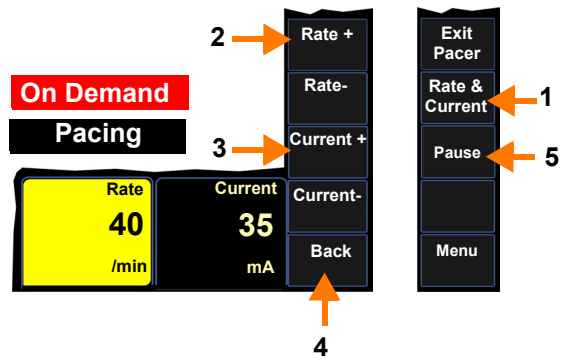 2
Rate +
Exit
Pacer
Rate-
Rate &
Current
1
On Demand
Pacing
3
Current +
Pause
5
Rate
40
/min
Current
35
mA
Current-
Back
Menu
4